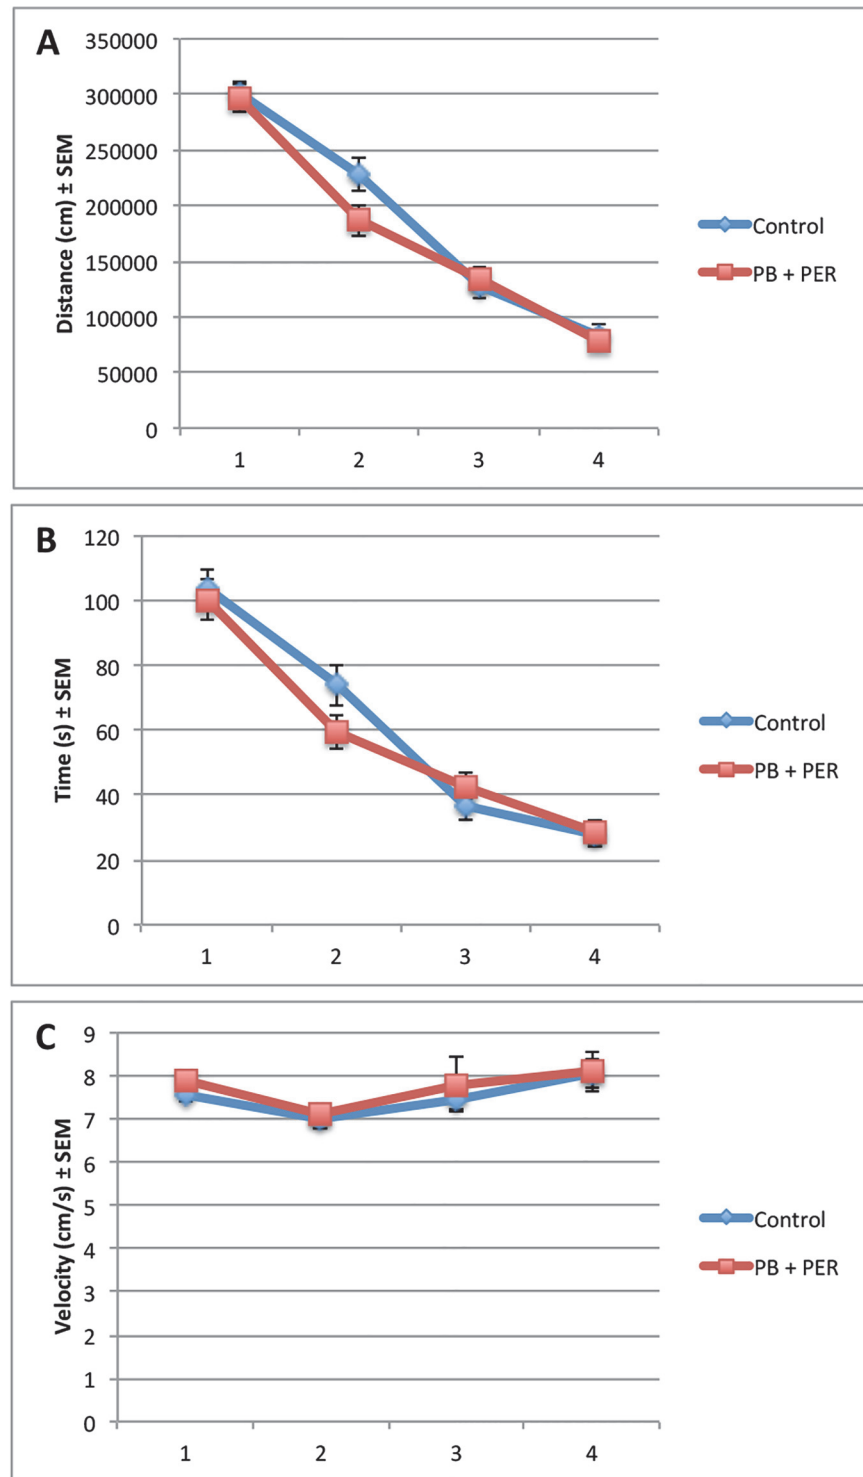 A
Distance (cm) ± SEM
350000
300000
250000
200000
150000
100000
50000
0
1 2 3 4
Control
PB + PER
B
Time (s) ± SEM
120
100
80
60
40
20
0
1 2 3 4
Control
PB + PER
C
Velocity (cm/s) ± SEM
9
8
7
6
5
4
3
2
1
0
1 2 3 4
Control
PB + PER